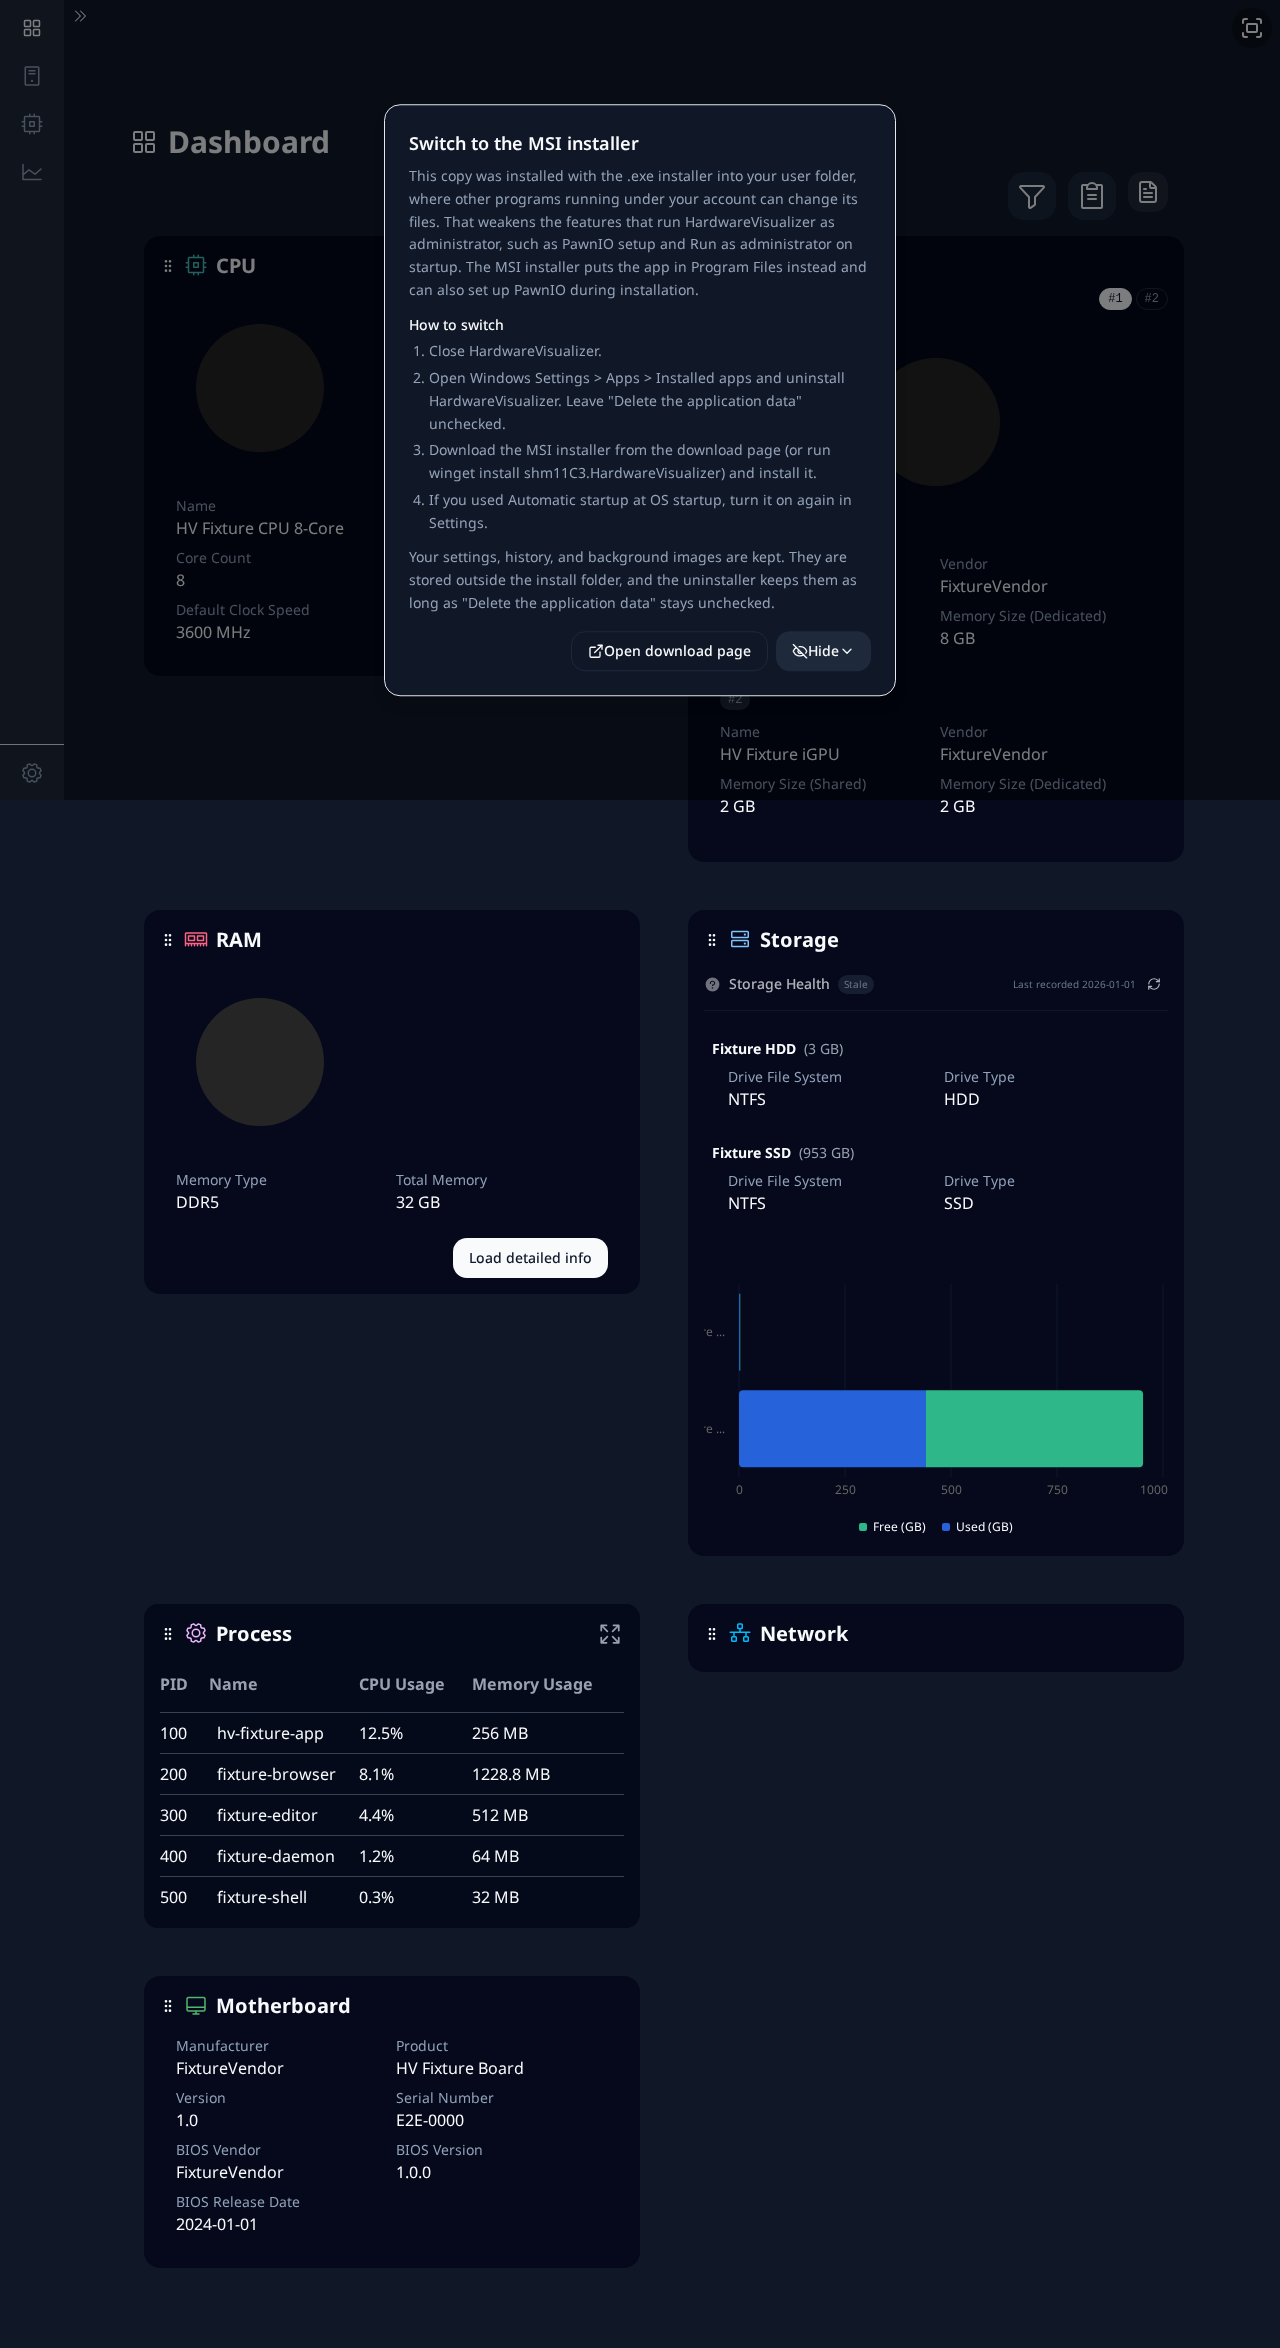 Dashboard
Switch to the MSI installer
This copy was installed with the .exe installer into your user folder,
where other programs running under your account can change its
files. That weakens the features that run HardwareVisualizer as
administrator, such as PawnIO setup and Run as administrator on
startup. The MSI installer puts the app in Program Files instead and
can also set up PawnIO during installation.
How to switch
1. Close HardwareVisualizer.
2. Open Windows Settings > Apps > Installed apps and uninstall
HardwareVisualizer. Leave "Delete the application data"
unchecked.
3. Download the MSI installer from the download page (or run
winget install shm11C3.HardwareVisualizer) and install it.
4. If you used Automatic startup at OS startup, turn it on again in
Settings.
Your settings, history, and background images are kept. They are
stored outside the install folder, and the uninstaller keeps them as
long as "Delete the application data" stays unchecked.
Open download page
Hide
CPU
Name
HV Fixture CPU 8-Core
Core Count
8
Default Clock Speed
3600 MHz
#1 #2
Vendor
FixtureVendor
Memory Size (Dedicated)
8 GB
#2
Name Vendor
HV Fixture iGPU FixtureVendor
Memory Size (Shared) Memory Size (Dedicated)
2 GB 2 GB
RAM
Memory Type Total Memory
DDR5 32 GB
Load detailed info
Storage
Storage Health Stale Last recorded 2026-01-01
Fixture HDD (3 GB)
Drive File System Drive Type
NTFS HDD
Fixture SSD (953 GB)
Drive File System Drive Type
NTFS SSD
re ...
re ...
0 250 500 750 1000
Free (GB) Used (GB)
Process
PID Name CPU Usage Memory Usage
100 hv-fixture-app 12.5% 256 MB
200 fixture-browser 8.1% 1228.8 MB
300 fixture-editor 4.4% 512 MB
400 fixture-daemon 1.2% 64 MB
500 fixture-shell 0.3% 32 MB
Network
Motherboard
Manufacturer Product
FixtureVendor HV Fixture Board
Version Serial Number
1.0 E2E-0000
BIOS Vendor BIOS Version
FixtureVendor 1.0.0
BIOS Release Date
2024-01-01